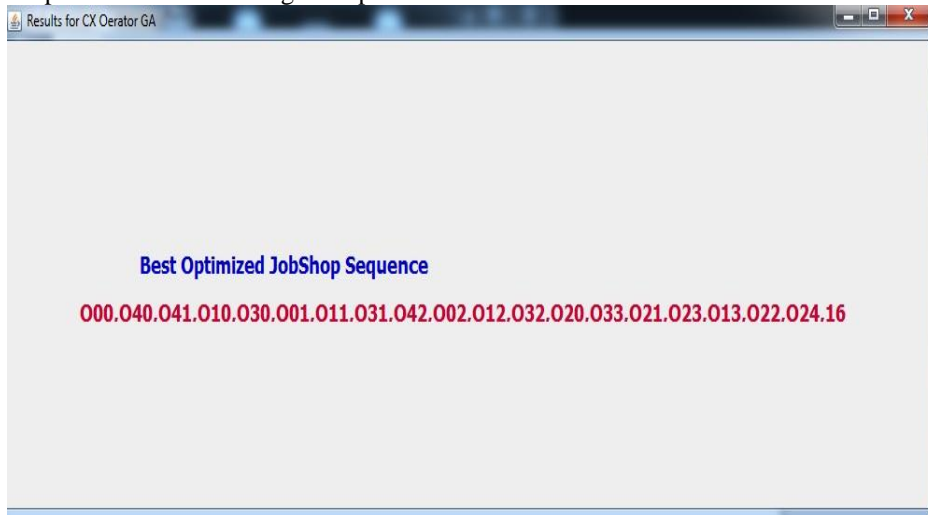 Results for CX Oerator GA
Best Optimized JobShop Sequence
O00.O40.O41.O10.O30.O01.O11.O31.O42.O02.O12.O32.O20.O33.O21.O23.O13.O22.O24.16